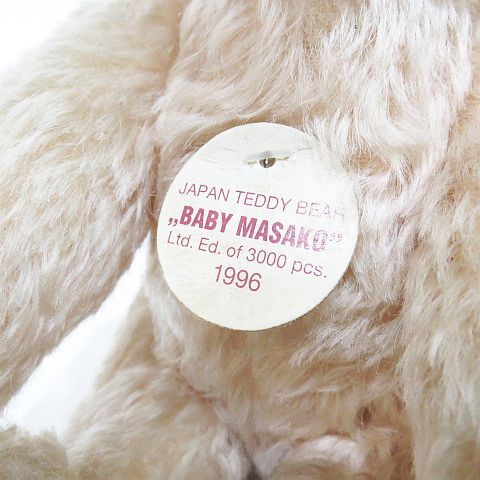 JAPAN TEDDY BEAR
„BABY MASAKO"
Ltd. Ed. of 3000 pcs.
1996